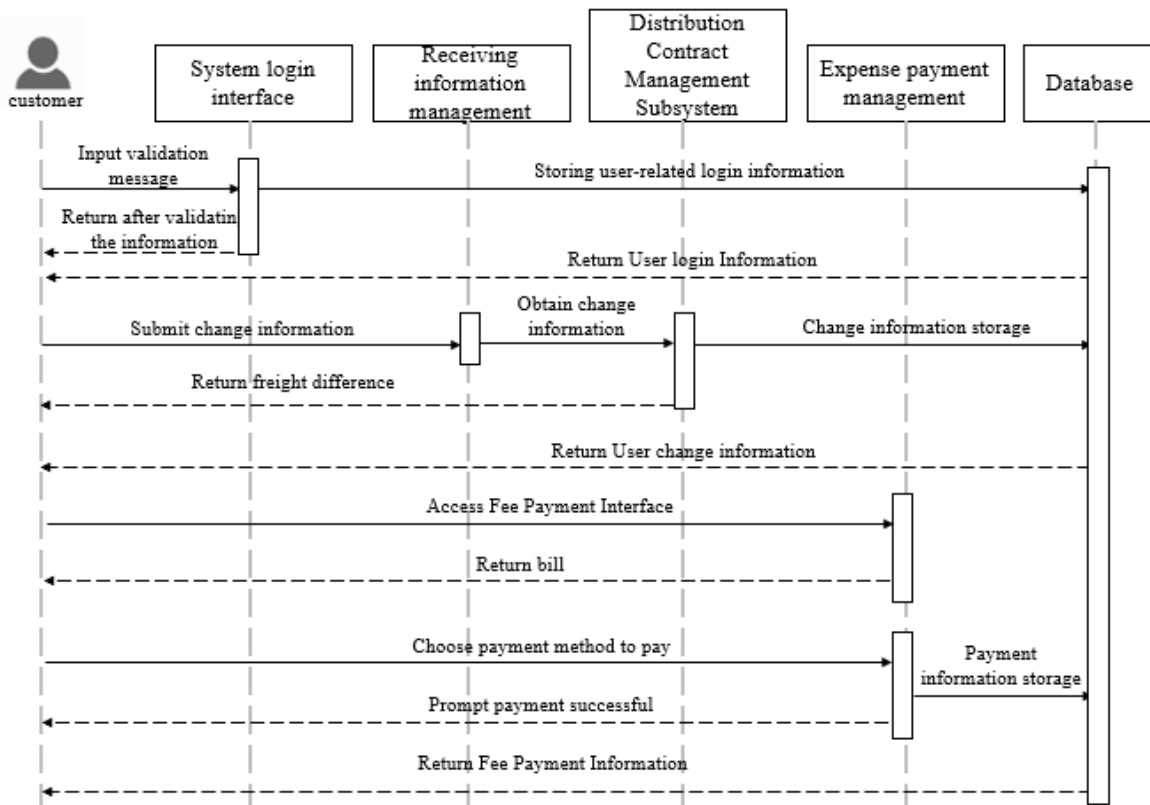 customer
System login
interface
Receiving
information
management
Distribution
Contract
Management
Subsystem
Expense payment
management
Database
Input validation
message
Storing user-related login information
Return after validatin
the information
Return User login Information
Submit change information
Obtain change
information
Change information storage
Return freight difference
Return User change information
Access Fee Payment Interface
Return bill
Choose payment method to pay
Payment
information storage
Prompt payment successful
Return Fee Payment Information